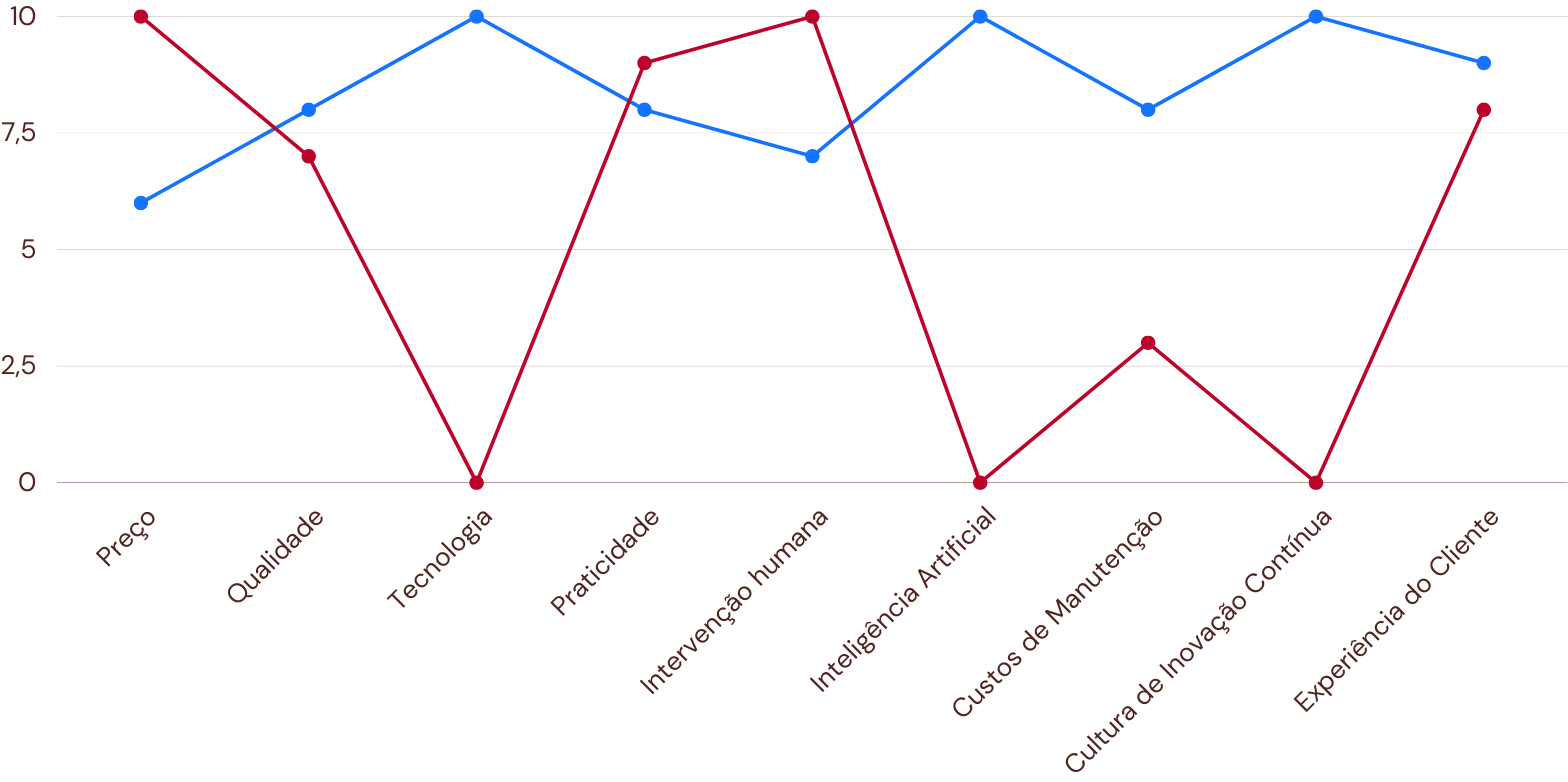 10
7,5
5
2,5
0
Preço
Qualidade
Tecnologia
Praticidade
Intervenção humana
Inteligência Artificial
Custos de Manutenção
Cultura de Inovação Contínua
Experiência do Cliente